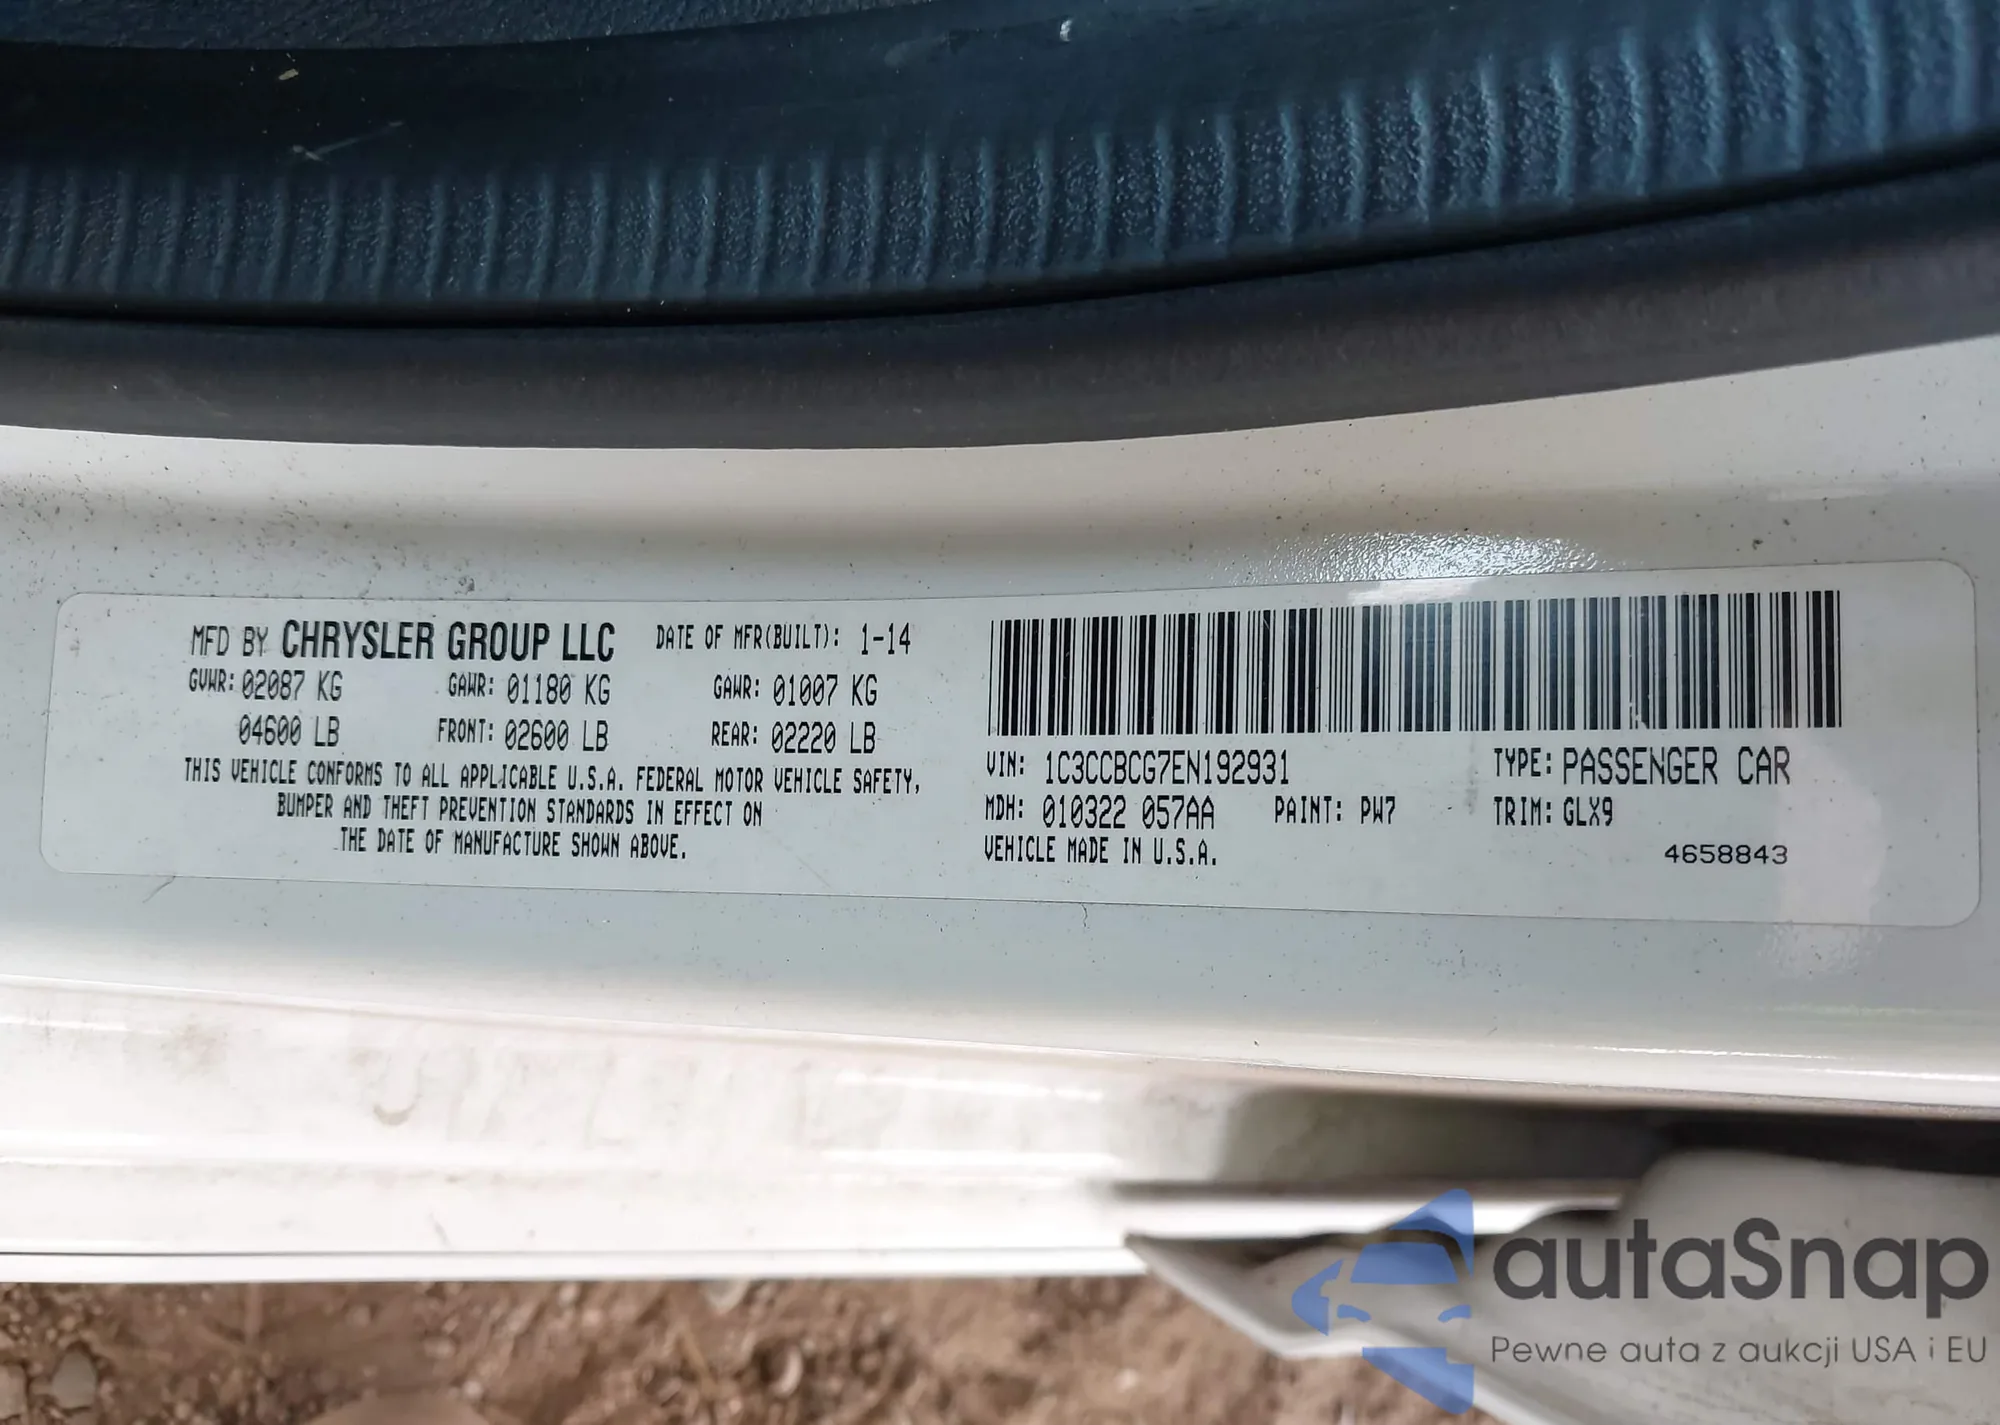 MFD BY CHRYSLER GROUP LLC DATE OF MFR(BUILT): 1-14
GVWR: 02087 KG GAWR: 01180 KG GAWR: 01007 KG
04600 LB FRONT: 02600 LB REAR: 02220 LB
THIS VEHICLE CONFORMS TO ALL APPLICABLE U.S.A. FEDERAL MOTOR VEHICLE SAFETY,
BUMPER AND THEFT PREVENTION STANDARDS IN EFFECT ON
THE DATE OF MANUFACTURE SHOWN ABOVE.
VIN: 1C3CCBCG7EN192931 TYPE: PASSENGER CAR
MDH: 010322 057AA PAINT: PW7 TRIM: GLX9
VEHICLE MADE IN U.S.A. 4658843
autaSnap
Pewne auta z aukcji USA i EU